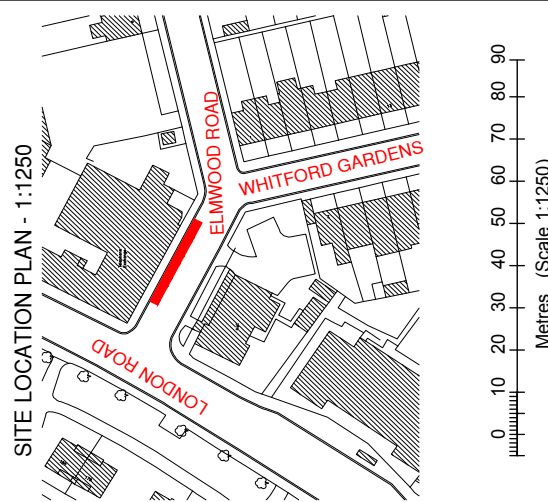 SITE LOCATION PLAN - 1:1250
ELMWOOD ROAD
WHITFORD GARDENS
LONDON ROAD
0 10 20 30 40 50 60 70 80 90
Metres (Scale 1:1250)